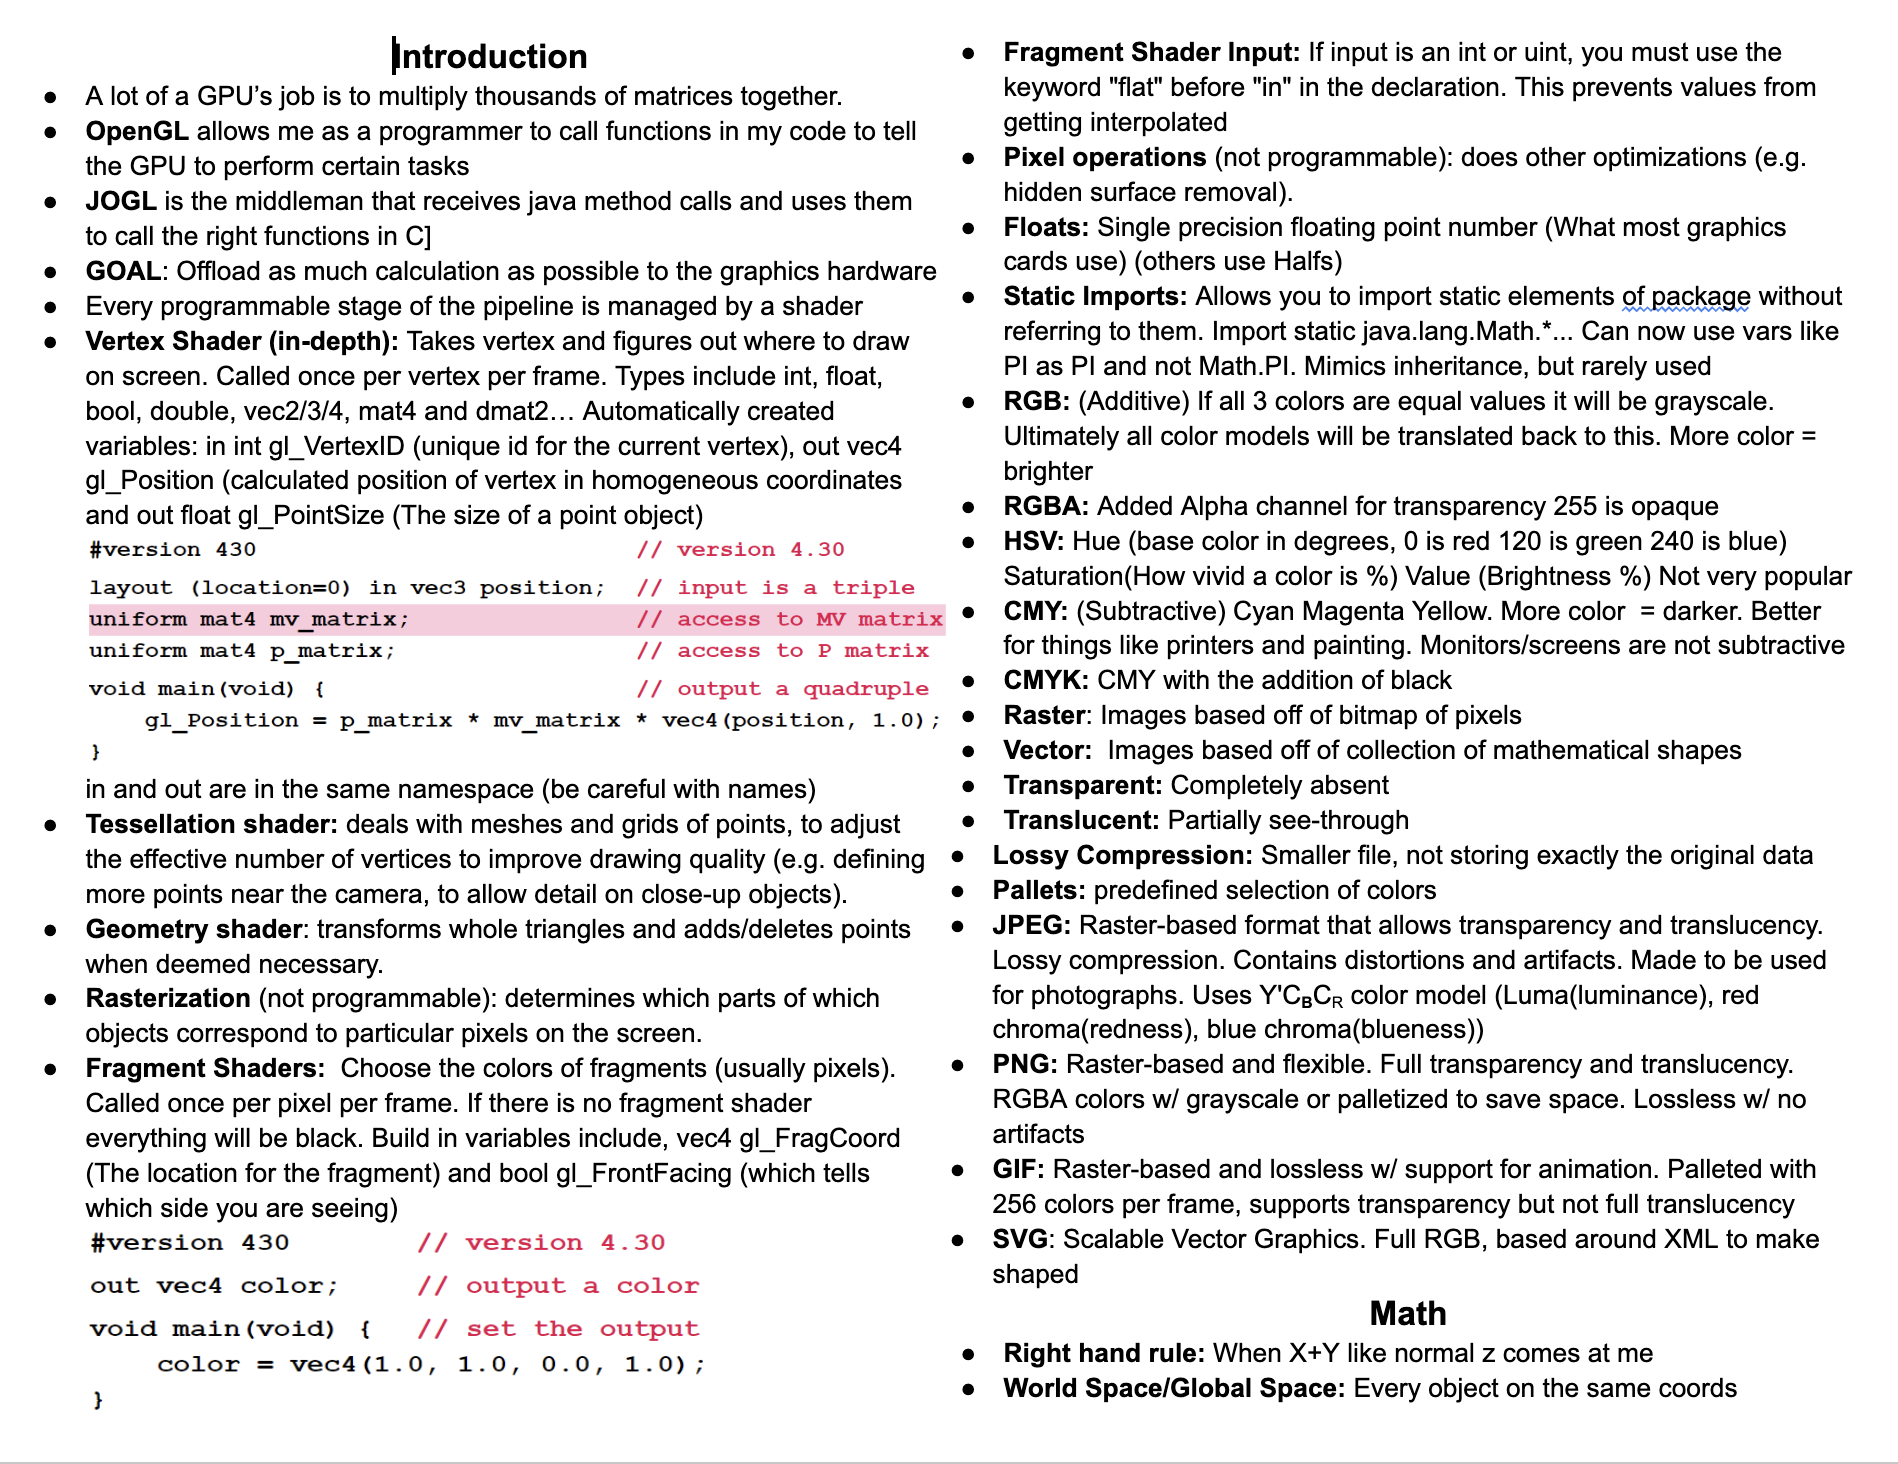 Introduction
● A lot of a GPU’s job is to multiply thousands of matrices together.
● OpenGL allows me as a programmer to call functions in my code to tell
the GPU to perform certain tasks
● JOGL is the middleman that receives java method calls and uses them
to call the right functions in C]
● GOAL: Offload as much calculation as possible to the graphics hardware
● Every programmable stage of the pipeline is managed by a shader
● Vertex Shader (in-depth): Takes vertex and figures out where to draw
on screen. Called once per vertex per frame. Types include int, float,
bool, double, vec2/3/4, mat4 and dmat2… Automatically created
variables: in int gl_VertexID (unique id for the current vertex), out vec4
gl_Position (calculated position of vertex in homogeneous coordinates
and out float gl_PointSize (The size of a point object)
#version 430 // version 4.30
layout (location=0) in vec3 position; // input is a triple
uniform mat4 mv_matrix; // access to MV matrix
uniform mat4 p_matrix; // access to P matrix
void main(void) { // output a quadruple
gl_Position = p_matrix * mv_matrix * vec4(position, 1.0);
}
in and out are in the same namespace (be careful with names)
● Tessellation shader: deals with meshes and grids of points, to adjust
the effective number of vertices to improve drawing quality (e.g. defining
more points near the camera, to allow detail on close-up objects).
● Geometry shader: transforms whole triangles and adds/deletes points
when deemed necessary.
● Rasterization (not programmable): determines which parts of which
objects correspond to particular pixels on the screen.
● Fragment Shaders: Choose the colors of fragments (usually pixels).
Called once per pixel per frame. If there is no fragment shader
everything will be black. Build in variables include, vec4 gl_FragCoord
(The location for the fragment) and bool gl_FrontFacing (which tells
which side you are seeing)
#version 430 // version 4.30
out vec4 color; // output a color
void main(void) { // set the output
color = vec4(1.0, 1.0, 0.0, 1.0);
}
● Fragment Shader Input: If input is an int or uint, you must use the
keyword "flat" before "in" in the declaration. This prevents values from
getting interpolated
● Pixel operations (not programmable): does other optimizations (e.g.
hidden surface removal).
● Floats: Single precision floating point number (What most graphics
cards use) (others use Halfs)
● Static Imports: Allows you to import static elements of package without
referring to them. Import static java.lang.Math.*... Can now use vars like
PI as PI and not Math.PI. Mimics inheritance, but rarely used
● RGB: (Additive) If all 3 colors are equal values it will be grayscale.
Ultimately all color models will be translated back to this. More color =
brighter
● RGBA: Added Alpha channel for transparency 255 is opaque
● HSV: Hue (base color in degrees, 0 is red 120 is green 240 is blue)
Saturation(How vivid a color is %) Value (Brightness %) Not very popular
● CMY: (Subtractive) Cyan Magenta Yellow. More color = darker. Better
for things like printers and painting. Monitors/screens are not subtractive
● CMYK: CMY with the addition of black
● Raster: Images based off of bitmap of pixels
● Vector: Images based off of collection of mathematical shapes
● Transparent: Completely absent
● Translucent: Partially see-through
● Lossy Compression: Smaller file, not storing exactly the original data
● Pallets: predefined selection of colors
● JPEG: Raster-based format that allows transparency and translucency.
Lossy compression. Contains distortions and artifacts. Made to be used
for photographs. Uses Y'CBCR color model (Luma(luminance), red
chroma(redness), blue chroma(blueness))
● PNG: Raster-based and flexible. Full transparency and translucency.
RGBA colors w/ grayscale or palletized to save space. Lossless w/ no
artifacts
● GIF: Raster-based and lossless w/ support for animation. Palleted with
256 colors per frame, supports transparency but not full translucency
● SVG: Scalable Vector Graphics. Full RGB, based around XML to make
shaped
Math
● Right hand rule: When X+Y like normal z comes at me
● World Space/Global Space: Every object on the same coords